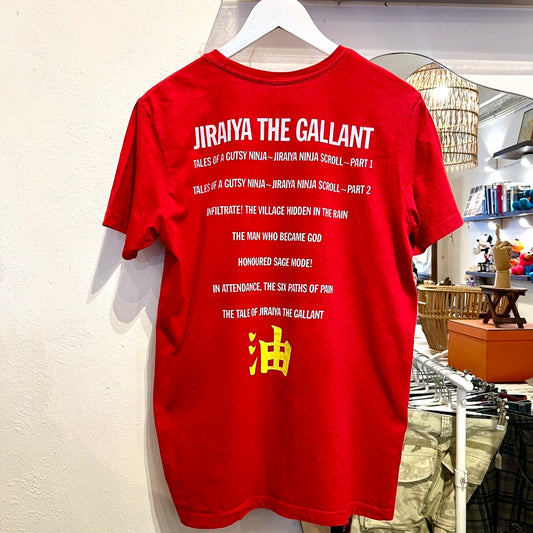 JIRAIYA THE GALLANT
TALES OF A GUTSY NINJA~JIRAIYA NINJA SCROLL~PART 1
TALES OF A GUTSY NINJA~JIRAIYA NINJA SCROLL~PART 2
INFILTRATE! THE VILLAGE HIDDEN IN THE RAIN
THE MAN WHO BECAME GOD
HONOURED SAGE MODE!
IN ATTENDANCE, THE SIX PATHS OF PAIN
THE TALE OF JIRAIYA THE GALLANT
油